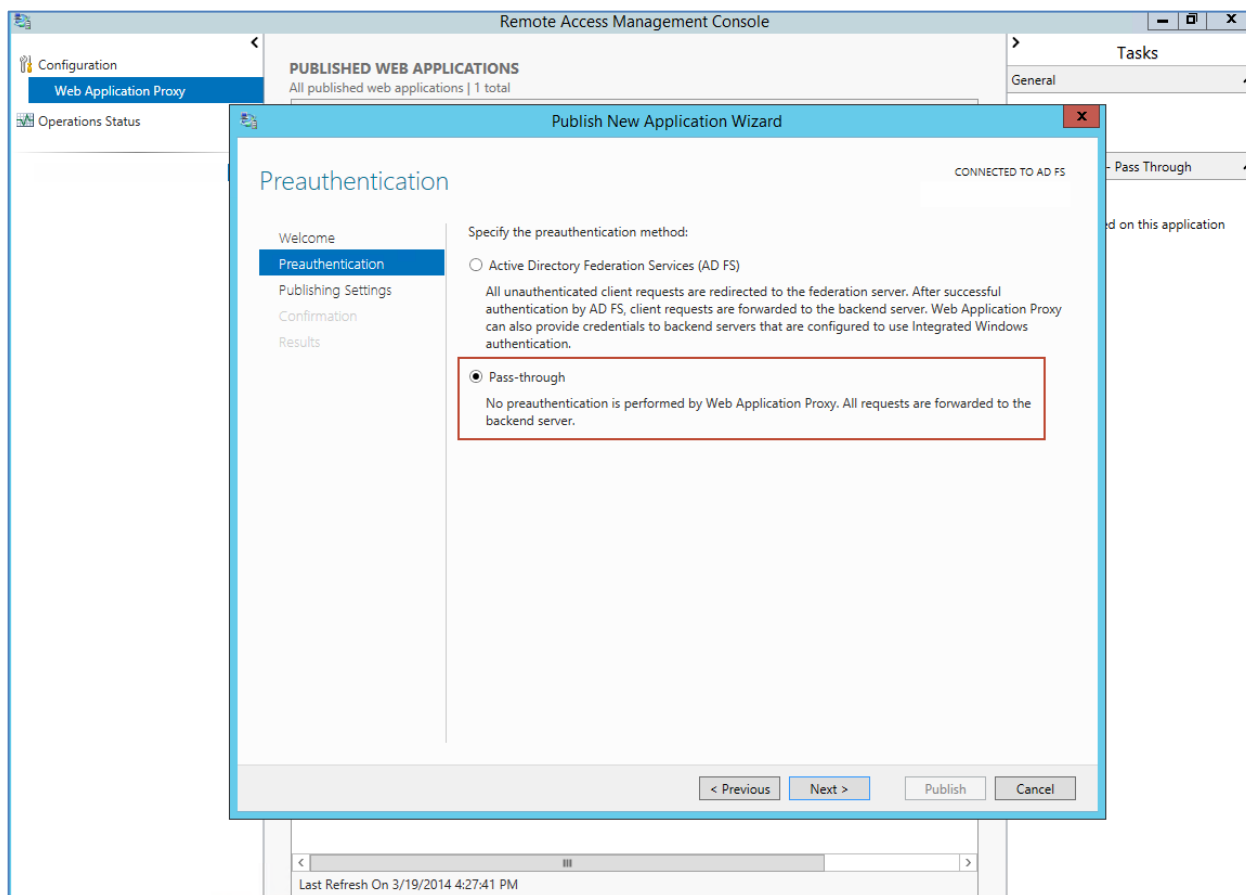 Remote Access Management Console
Configuration
Web Application Proxy
Operations Status
PUBLISHED WEB APPLICATIONS
All published web applications | 1 total
Tasks
General
- Pass Through
ed on this application
Publish New Application Wizard
Preauthentication
CONNECTED TO AD FS
Welcome
Preauthentication
Publishing Settings
Confirmation
Results
Specify the preauthentication method:
Active Directory Federation Services (AD FS)
All unauthenticated client requests are redirected to the federation server. After successful
authentication by AD FS, client requests are forwarded to the backend server. Web Application Proxy
can also provide credentials to backend servers that are configured to use Integrated Windows
authentication.
Pass-through
No preauthentication is performed by Web Application Proxy. All requests are forwarded to the
backend server.
< Previous
Next >
Publish
Cancel
Last Refresh On 3/19/2014 4:27:41 PM